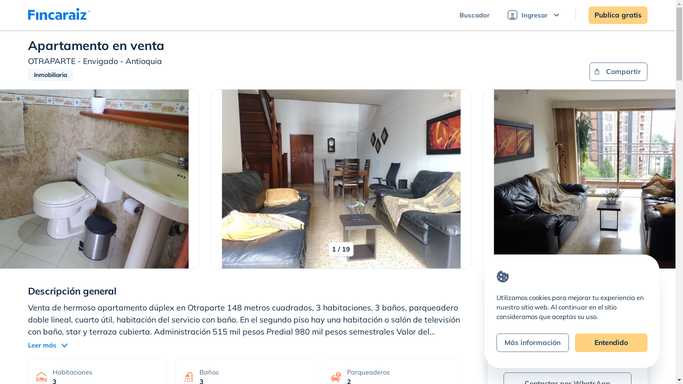 Fincaraiz
Buscador
Ingresar
Publica gratis
Apartamento en venta
OTRAPARTE - Envigado - Antioquia
Inmobiliaria
Compartir
1 / 19
Descripción general
Venta de hermoso apartamento dúplex en Otraparte 148 metros cuadrados, 3 habitaciones, 3 baños, parqueadero
doble lineal, cuarto útil, habitación del servicio con baño. En el segundo piso hay una habitación o salón de televisión
con baño, star y terraza cubierta. Administración 515 mil pesos Predial 980 mil pesos semestrales Valor del...
Leer más
Habitaciones
3
Baños
3
Parqueaderos
2
Utilizamos cookies para mejorar tu experiencia en
nuestro sitio web. Al continuar en el sitio
consideramos que aceptas su uso.
Más información
Entendido
Contactar por WhatsApp